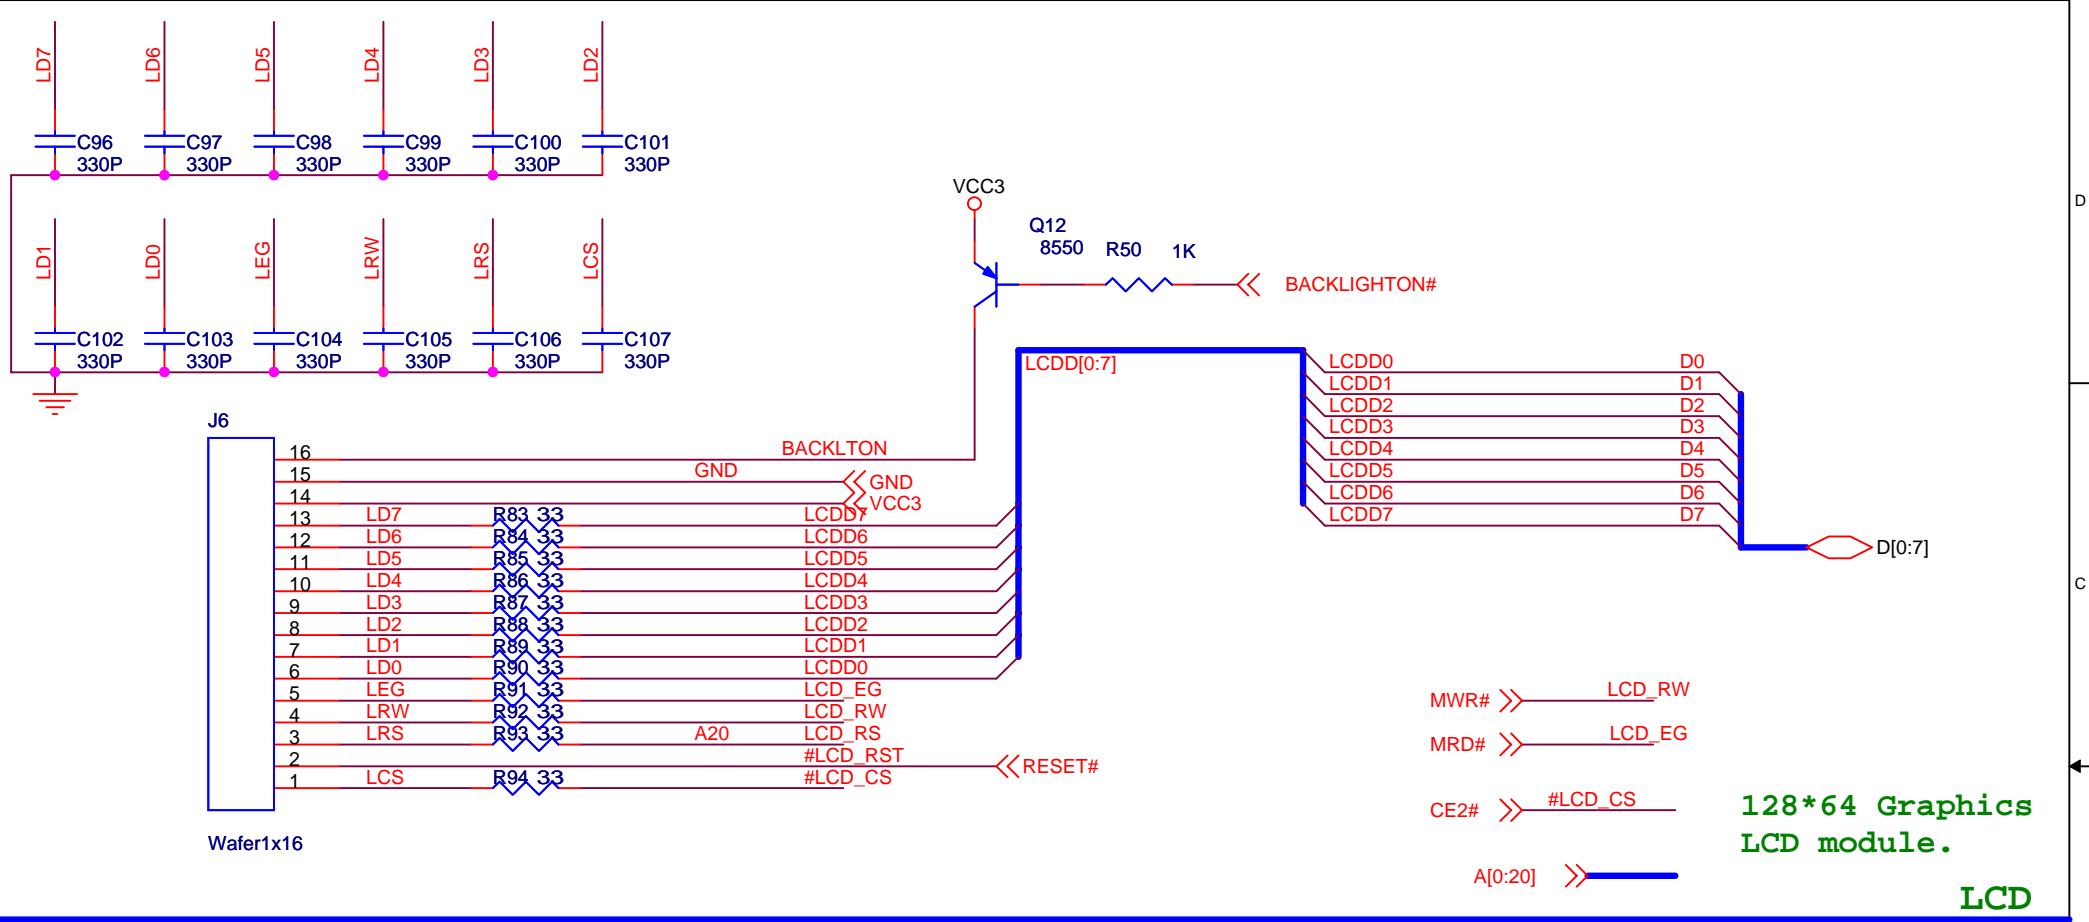 LD7 LD6 LD5 LD4 LD3 LD2
C96 C97 C98 C99 C100 C101
330P 330P 330P 330P 330P 330P
LD1 LD0 LEG LRW LRS LCS
C102 C103 C104 C105 C106 C107
330P 330P 330P 330P 330P 330P
VCC3
Q12
8550 R50 1K
BACKLIGHTON#
D
J6
16 BACKLTON
15 GND GND
14 VCC3
13 LD7 R83 33 LCDD7
12 LD6 R84 33 LCDD6
11 LD5 R85 33 LCDD5
10 LD4 R86 33 LCDD4
9 LD3 R87 33 LCDD3
8 LD2 R88 33 LCDD2
7 LD1 R89 33 LCDD1
6 LD0 R90 33 LCDD0
5 LEG R91 33 LCD_EG
4 LRW R92 33 LCD_RW
3 LRS R93 33 A20 LCD_RS
2 #LCD_RST RESET#
1 LCS R94 33 #LCD_CS
Wafer1x16
LCDD[0:7]
LCDD0 D0
LCDD1 D1
LCDD2 D2
LCDD3 D3
LCDD4 D4
LCDD5 D5
LCDD6 D6
LCDD7 D7
D[0:7]
C
MWR# LCD_RW
MRD# LCD_EG
CE2# #LCD_CS
A[0:20]
128*64 Graphics
LCD module.
LCD